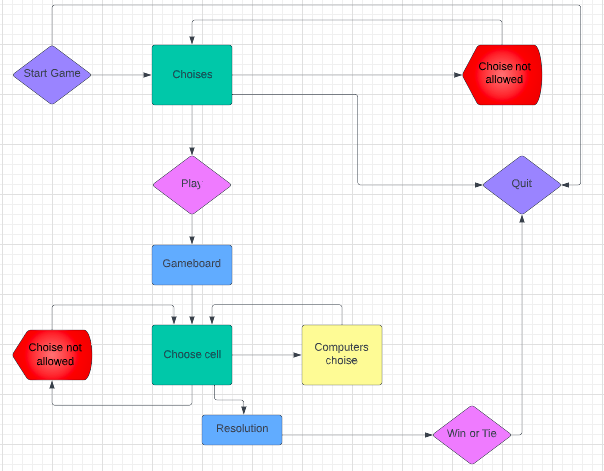 Start Game
Choises
Choise not
allowed
Play
Quit
Gameboard
Choise not
allowed
Choose cell
Computers
choise
Resolution
Win or Tie